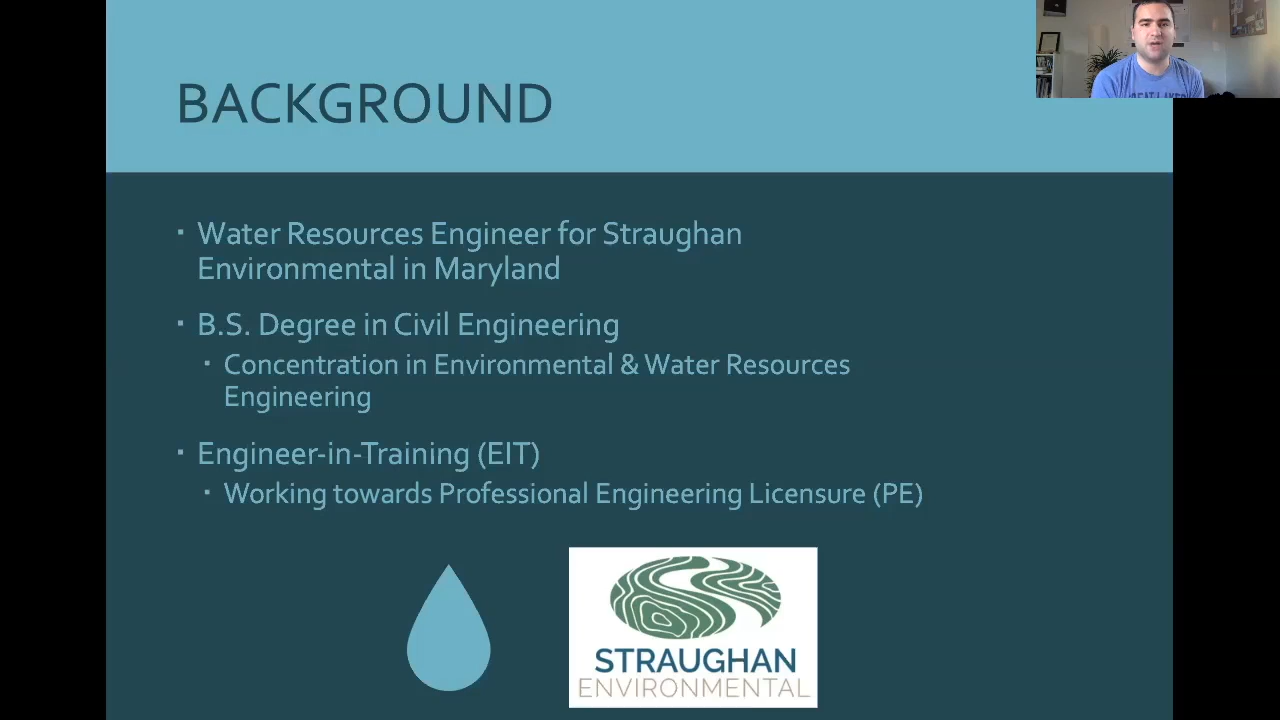 BACKGROUND
▪ Water Resources Engineer for Straughan
Environmental in Maryland
▪ B.S. Degree in Civil Engineering
▪ Concentration in Environmental & Water Resources
Engineering
▪ Engineer-in-Training (EIT)
▪ Working towards Professional Engineering Licensure (PE)
STRAUGHAN
ENVIRONMENTAL